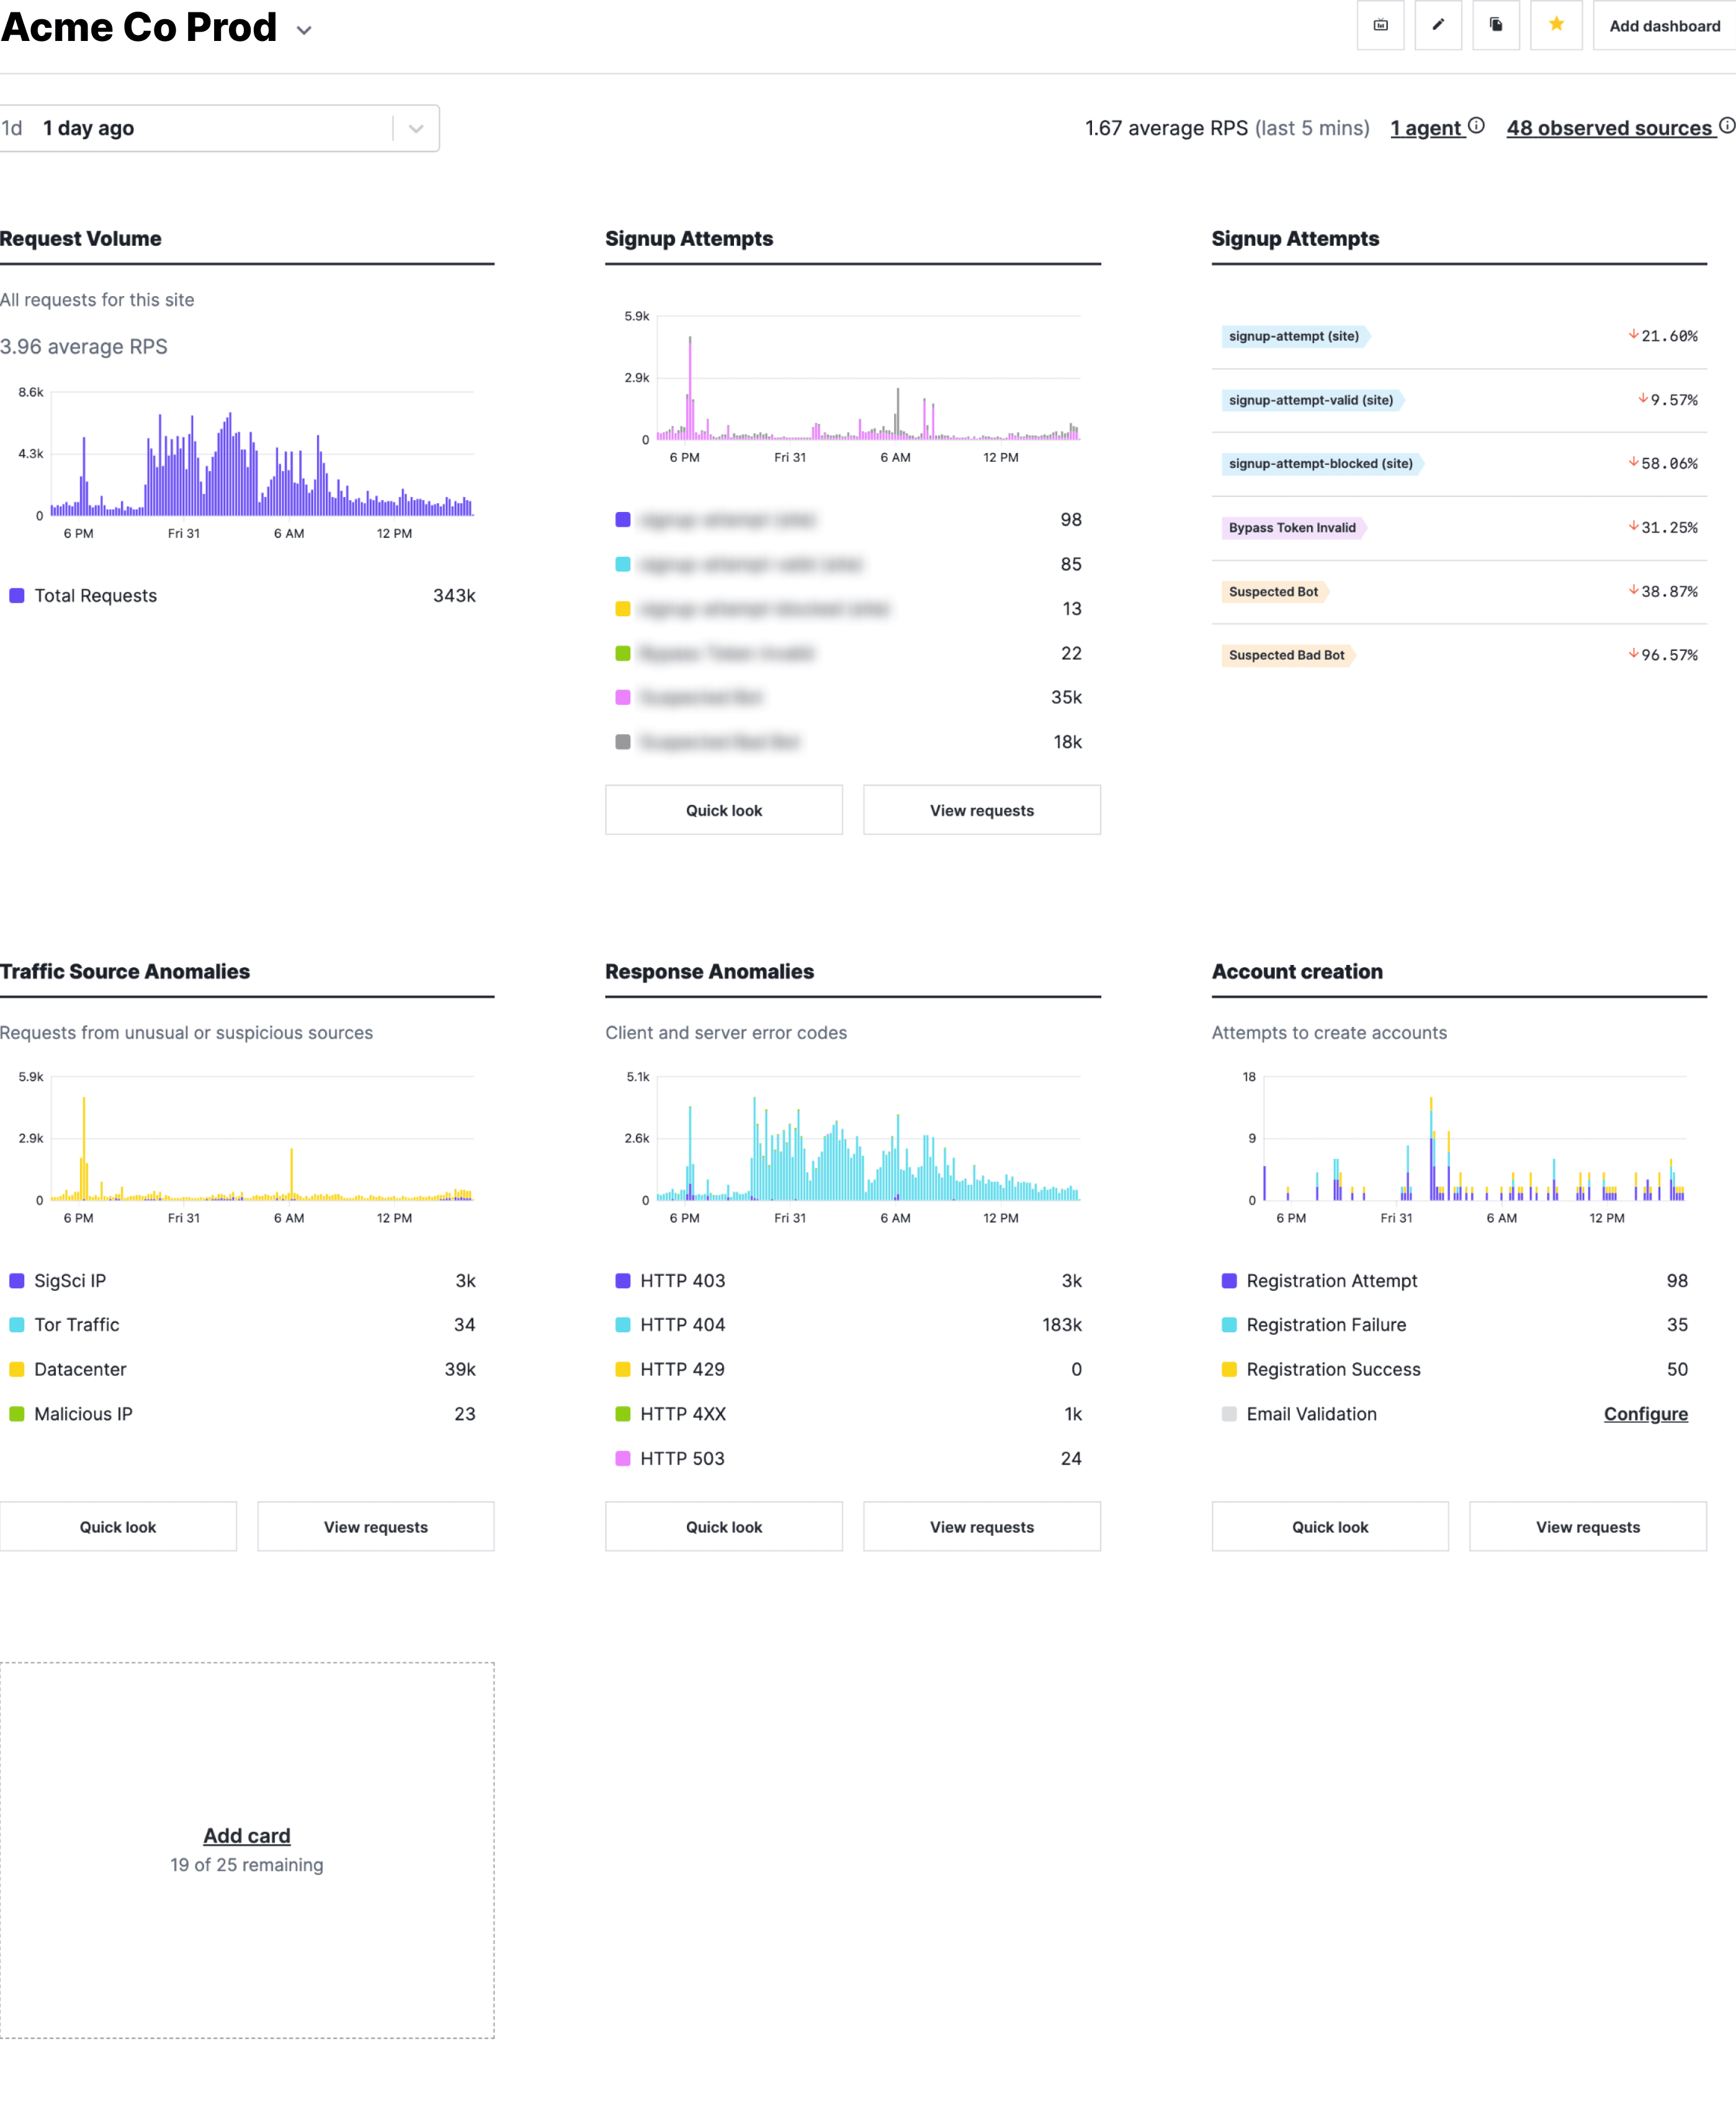 Acme Co Prod
Add dashboard
1d 1 day ago
1.67 average RPS (last 5 mins) 1 agent 48 observed sources
Request Volume
All requests for this site
3.96 average RPS
8.6k
4.3k
0
6 PM Fri 31 6 AM 12 PM
Total Requests 343k
Signup Attempts
5.9k
2.9k
0
6 PM Fri 31 6 AM 12 PM
98
85
13
22
35k
18k
Quick look View requests
Signup Attempts
signup-attempt (site) 21.60%
signup-attempt-valid (site) 9.57%
signup-attempt-blocked (site) 58.06%
Bypass Token Invalid 31.25%
Suspected Bot 38.87%
Suspected Bad Bot 96.57%
Traffic Source Anomalies
Requests from unusual or suspicious sources
5.9k
2.9k
0
6 PM Fri 31 6 AM 12 PM
SigSci IP 3k
Tor Traffic 34
Datacenter 39k
Malicious IP 23
Quick look View requests
Response Anomalies
Client and server error codes
5.1k
2.6k
0
6 PM Fri 31 6 AM 12 PM
HTTP 403 3k
HTTP 404 183k
HTTP 429 0
HTTP 4XX 1k
HTTP 503 24
Quick look View requests
Account creation
Attempts to create accounts
18
9
0
6 PM Fri 31 6 AM 12 PM
Registration Attempt 98
Registration Failure 35
Registration Success 50
Email Validation Configure
Quick look View requests
Add card
19 of 25 remaining